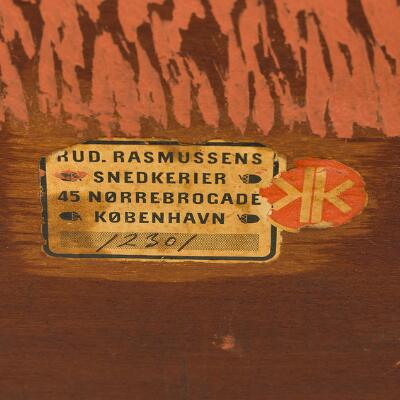 RUD. RASMUSSENS
SNEDKERIER
45 NØRREBROGADE
KØBENHAVN
12301